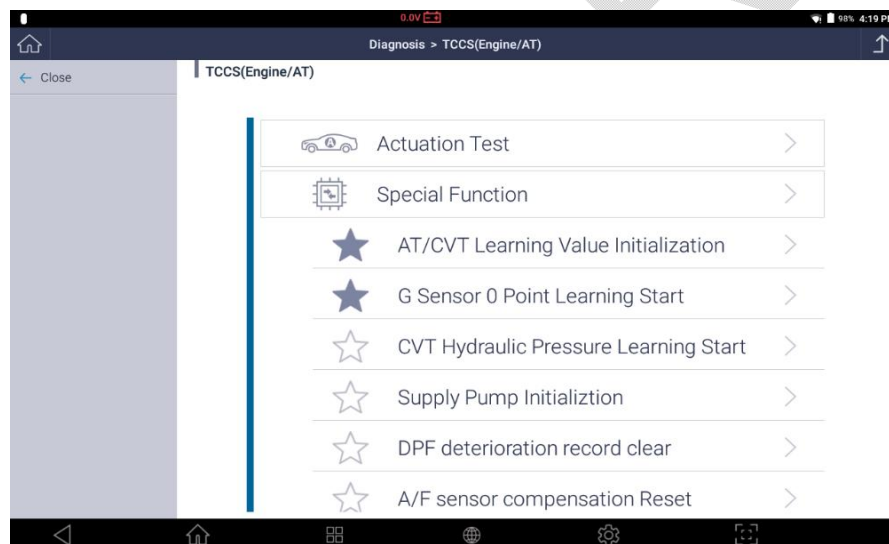 0.0V
98% 4:19 P
Diagnosis > TCCS(Engine/AT)
← Close
TCCS(Engine/AT)
Actuation Test
Special Function
AT/CVT Learning Value Initialization
G Sensor 0 Point Learning Start
CVT Hydraulic Pressure Learning Start
Supply Pump Initializtion
DPF deterioration record clear
A/F sensor compensation Reset